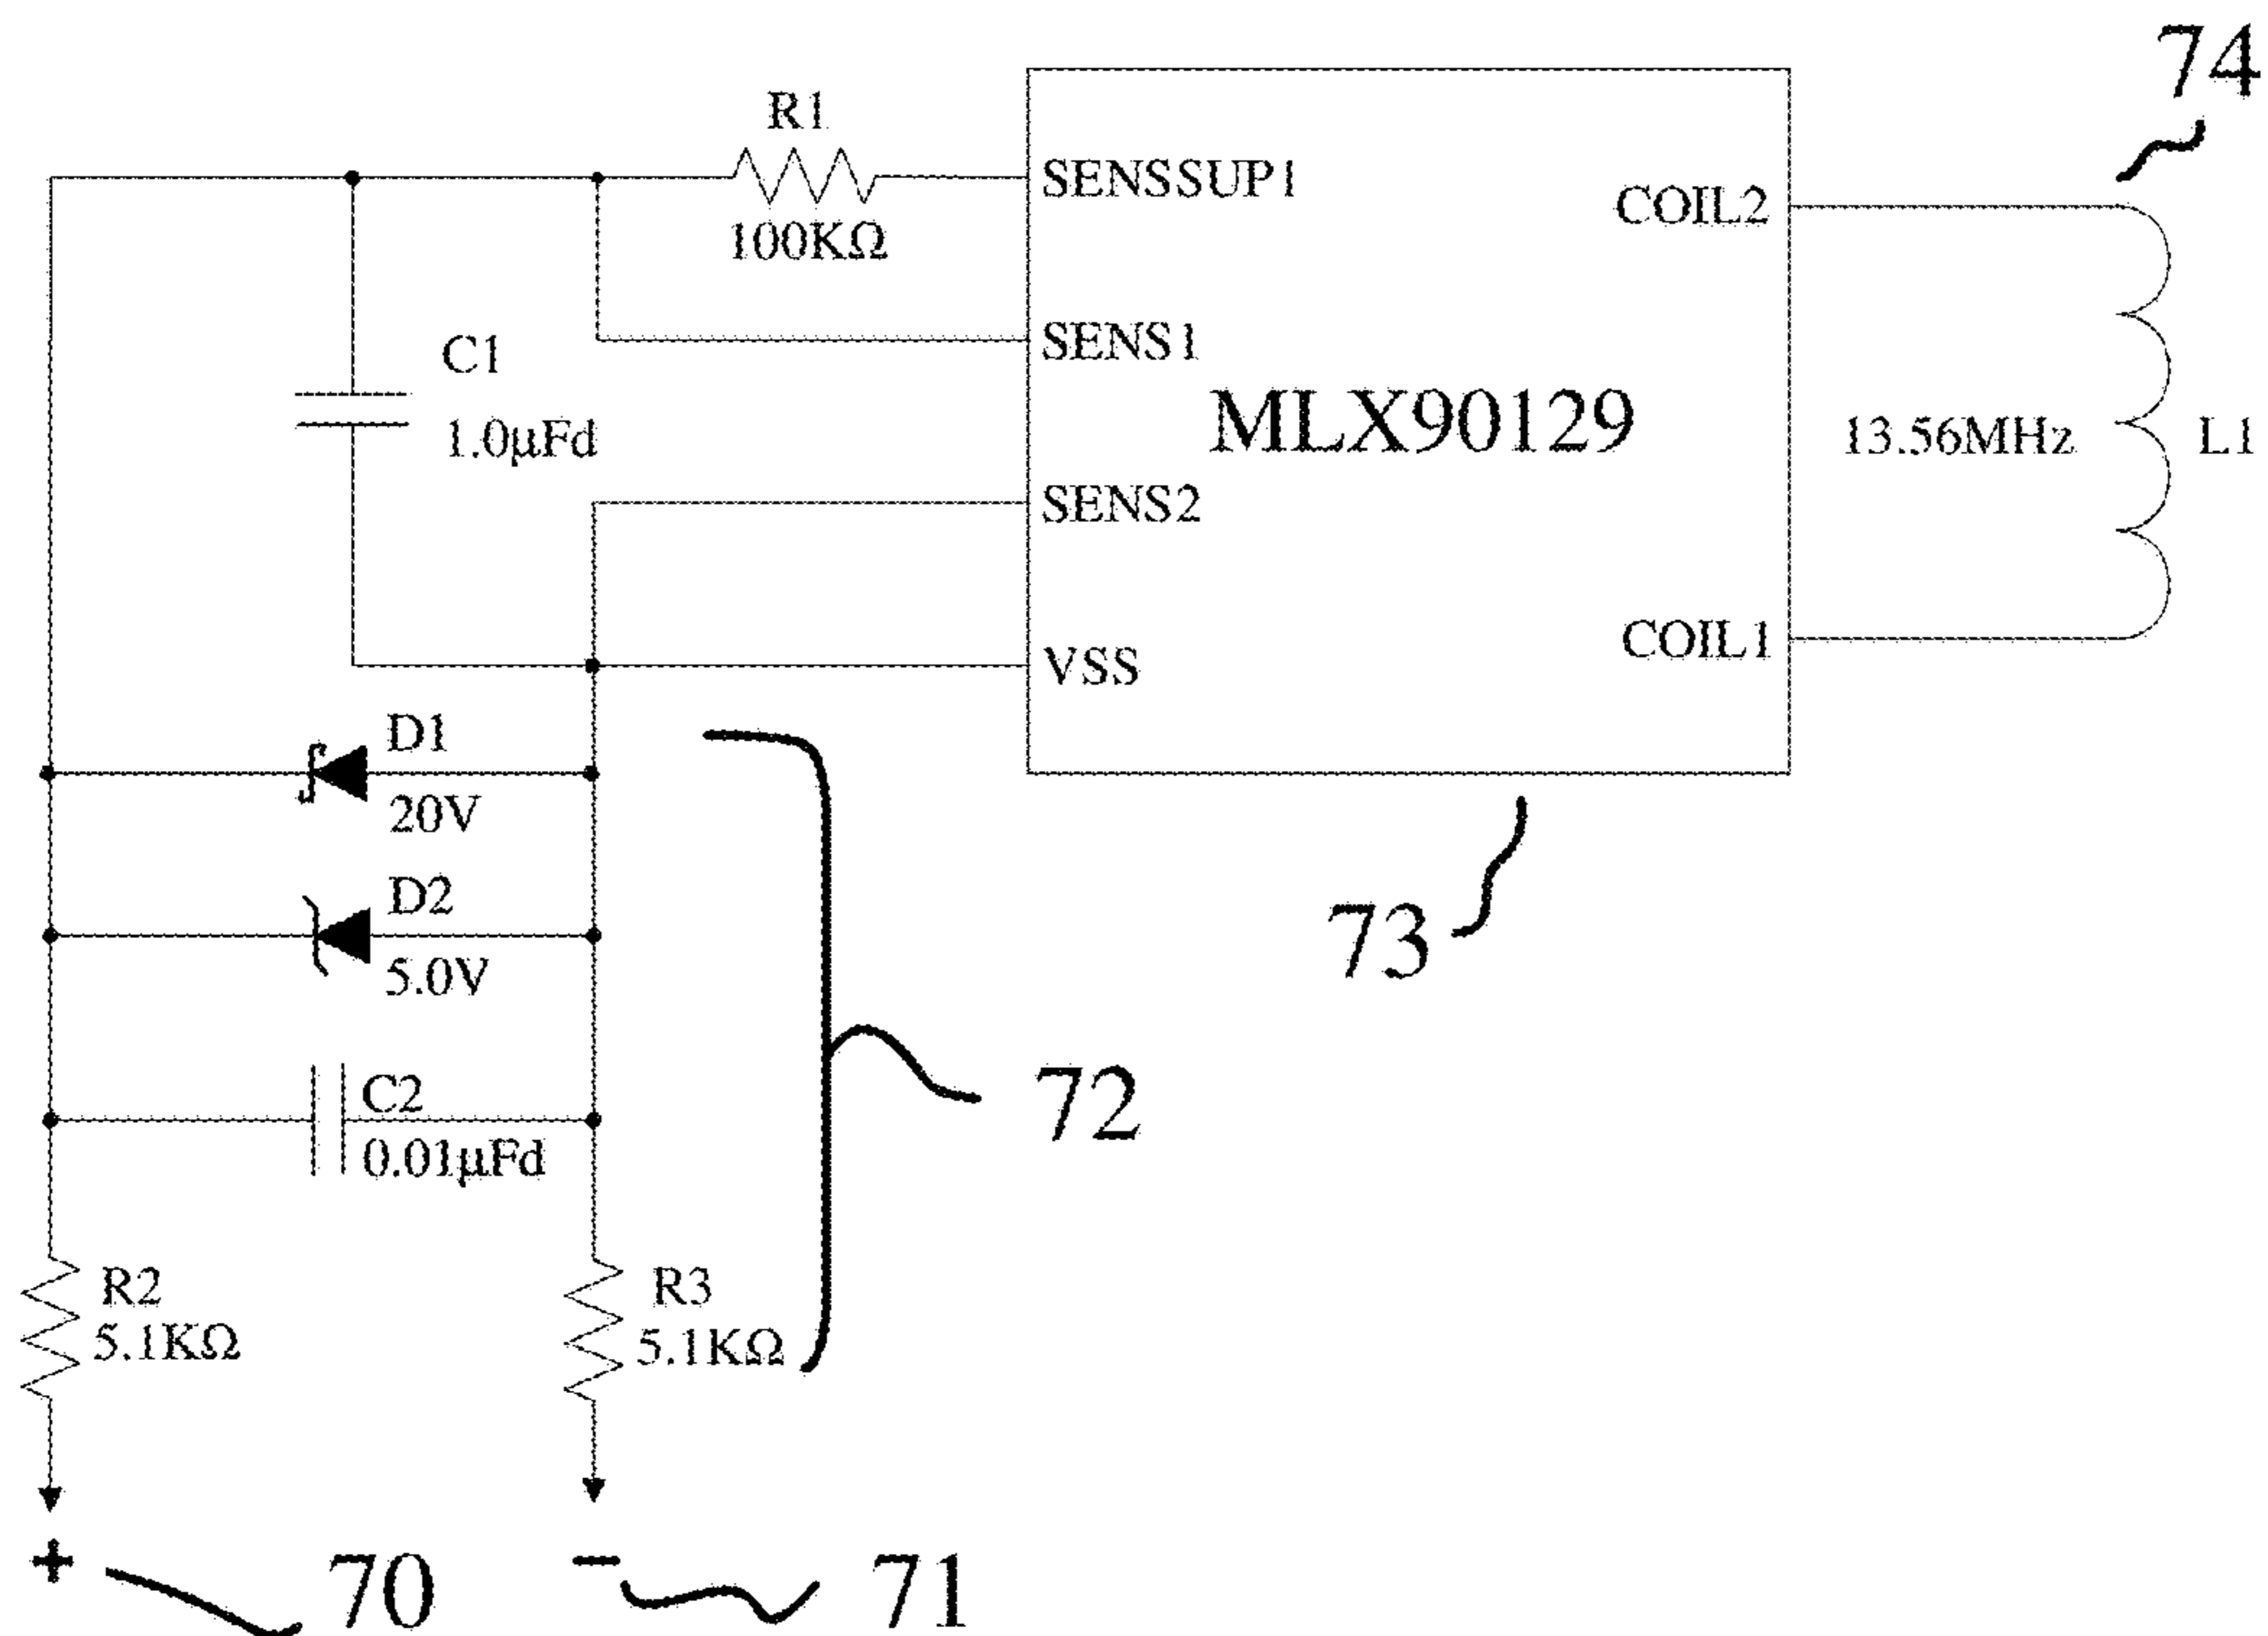 74
R1
SENSSUP1
100KΩ
COIL2
SENS1
C1
1.0µFd
MLX90129
13.56MHz
L1
SENS2
COIL1
VSS
D1
20V
D2
5.0V
73
C2
0.01µFd
72
R2
5.1KΩ
R3
5.1KΩ
+
70
−
71